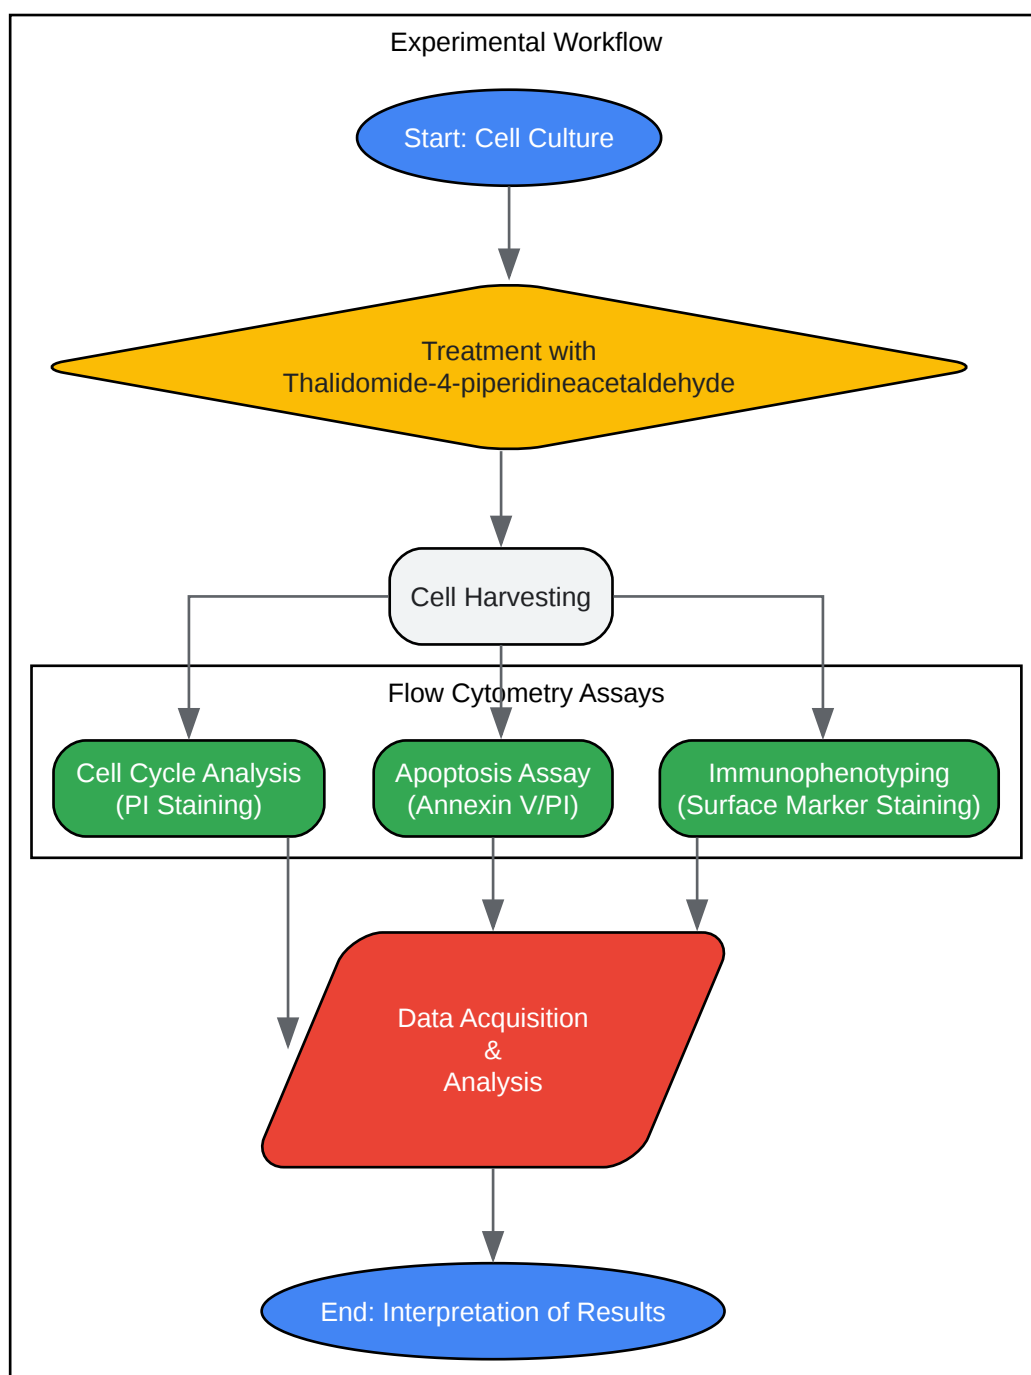 Experimental Workflow
Start: Cell Culture
Treatment with
Thalidomide-4-piperidineacetaldehyde
Cell Harvesting
Flow Cytometry Assays
Cell Cycle Analysis
(PI Staining)
Apoptosis Assay
(Annexin V/PI)
Immunophenotyping
(Surface Marker Staining)
Data Acquisition
&
Analysis
End: Interpretation of Results